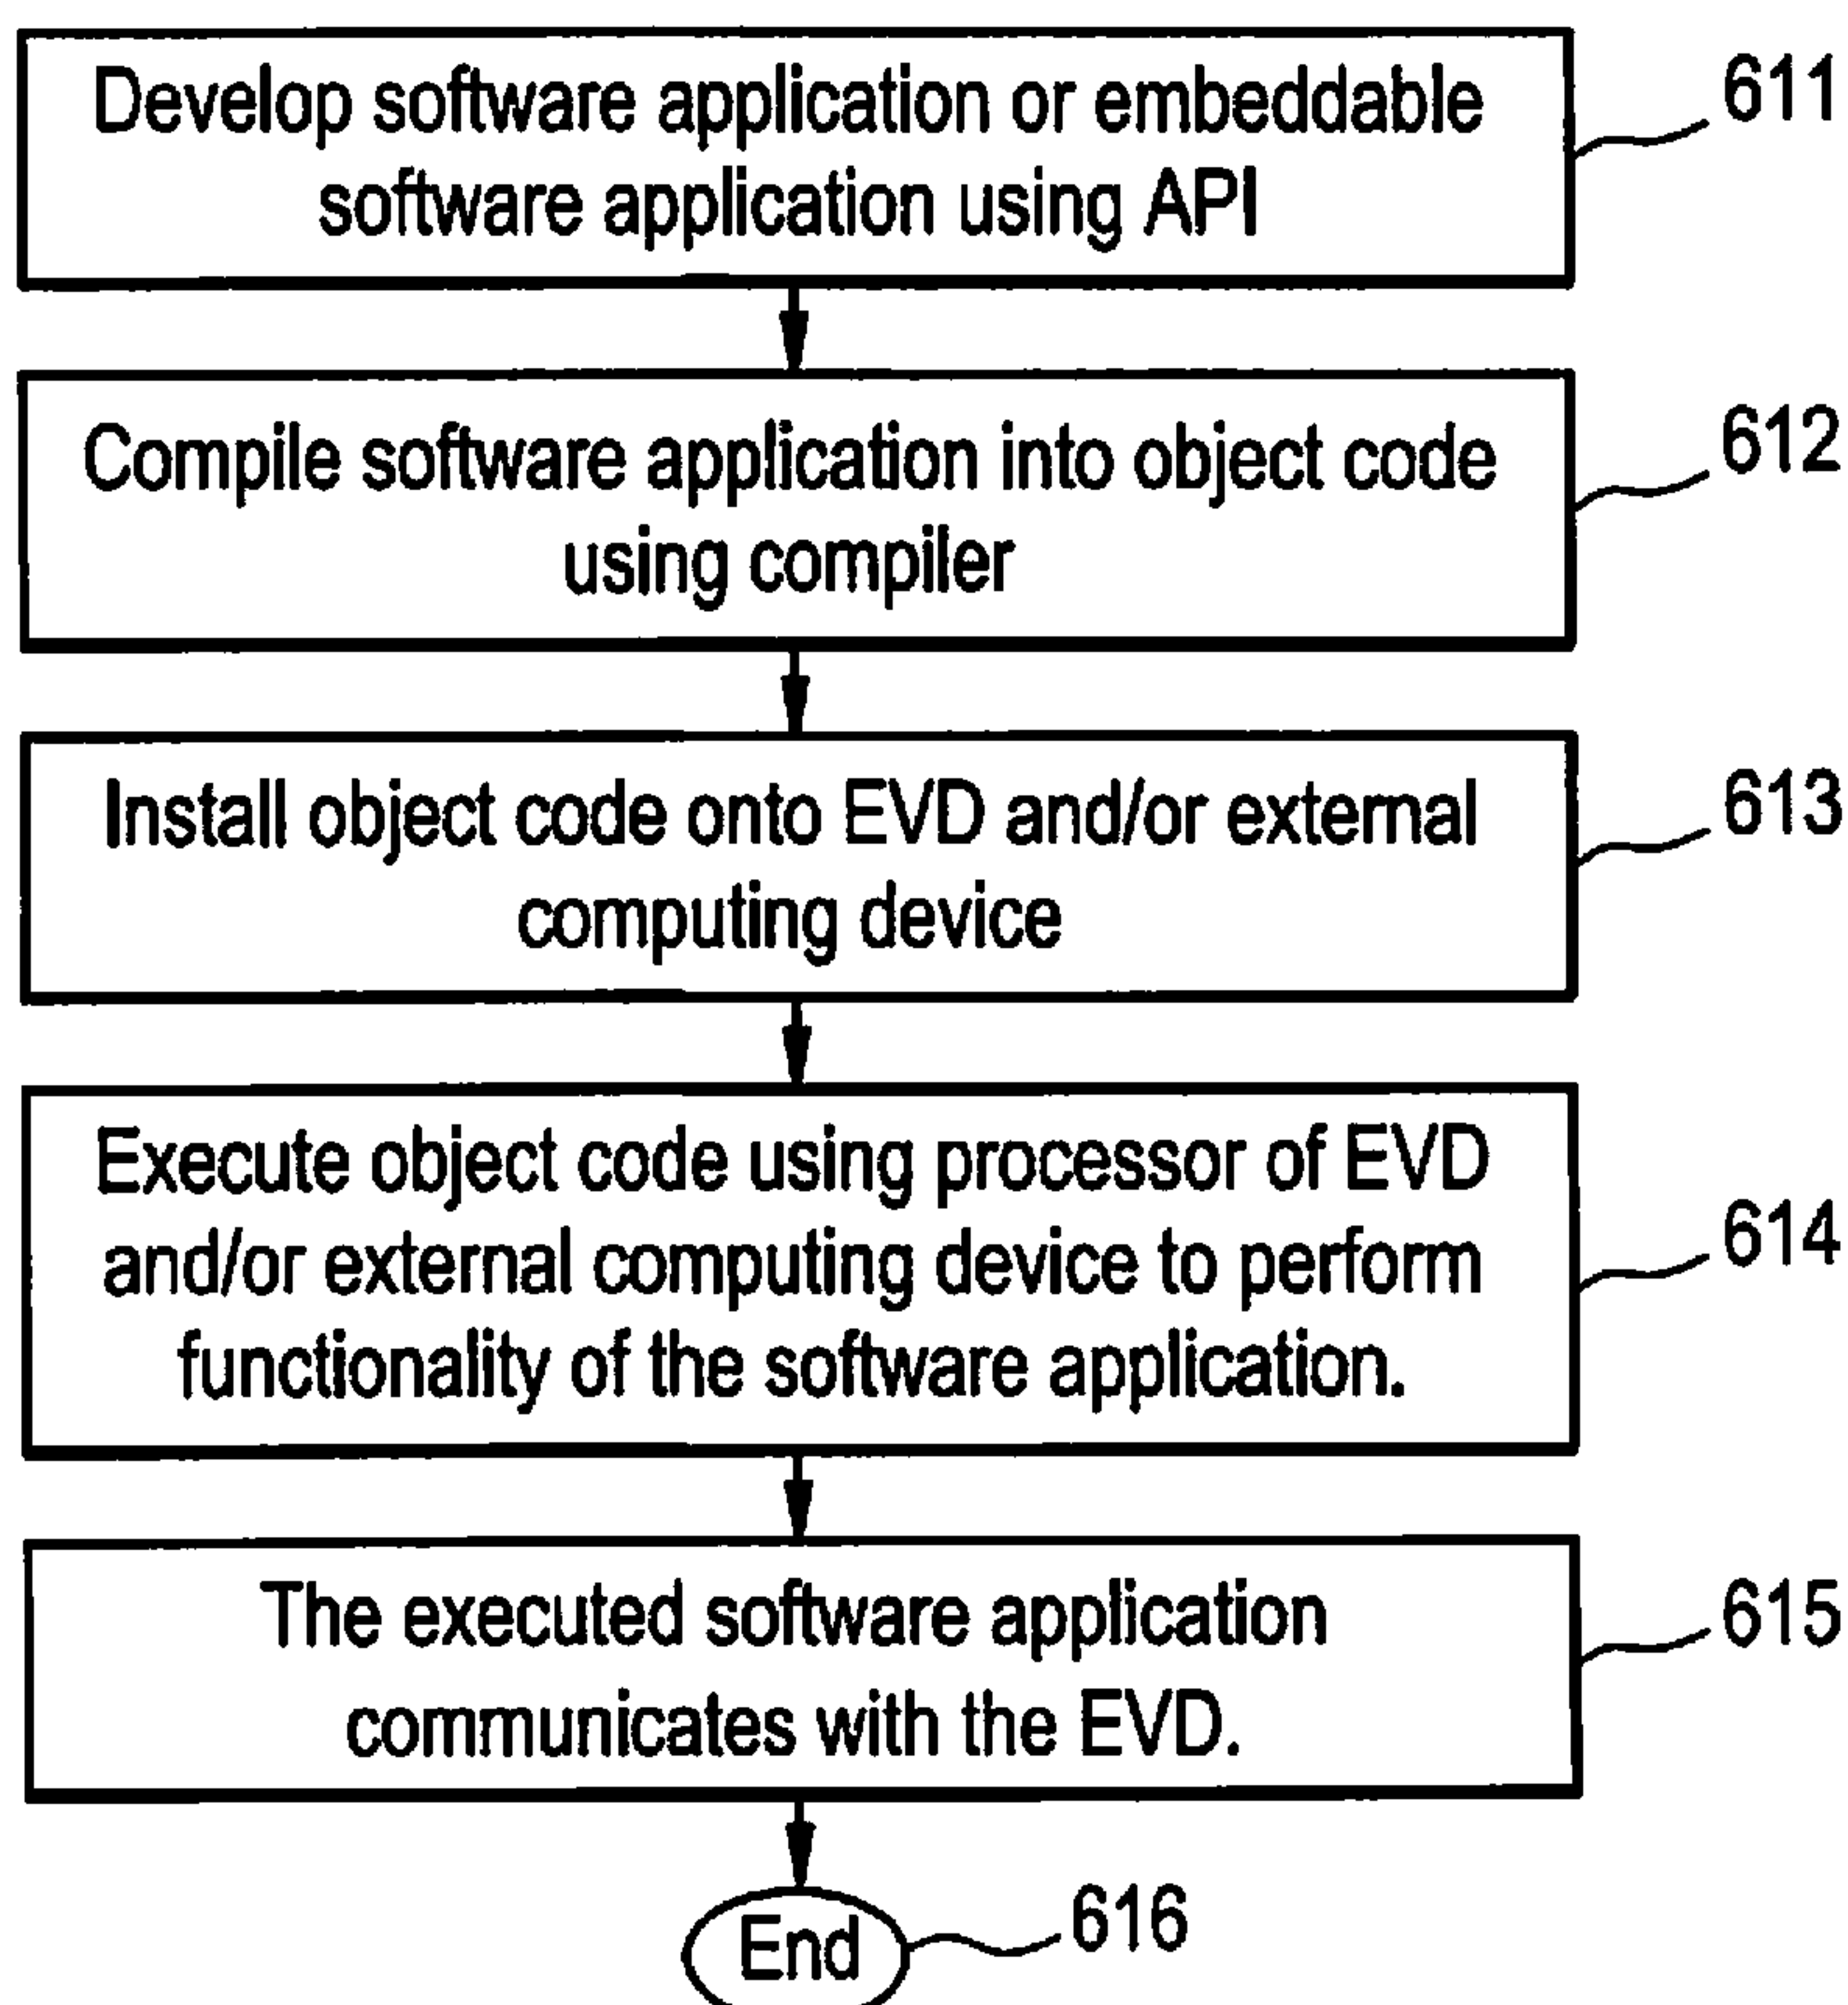 Develop software application or embeddable
software application using API
611
Compile software application into object code
using compiler
612
Install object code onto EVD and/or external
computing device
613
Execute object code using processor of EVD
and/or external computing device to perform
functionality of the software application.
614
The executed software application
communicates with the EVD.
615
End
616